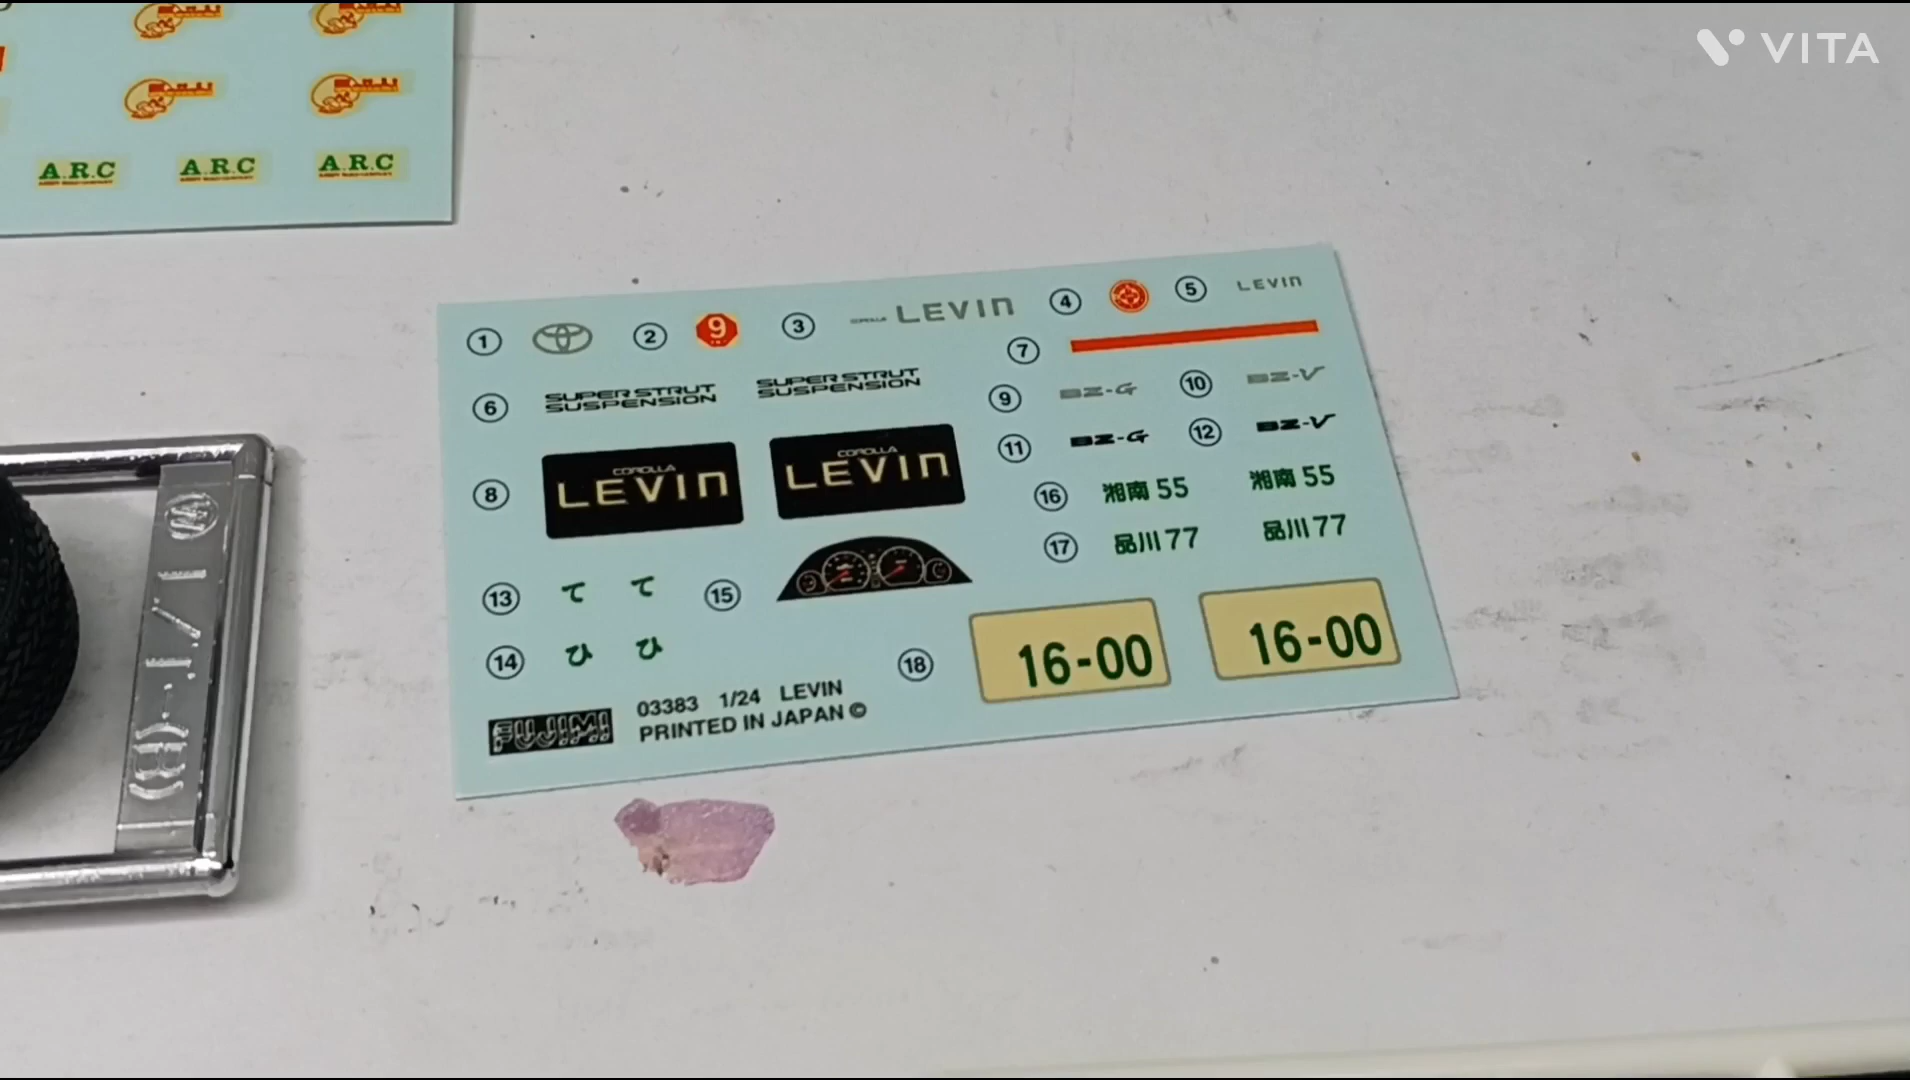 VITA
A.R.C A.R.C A.R.C
1 2 9 3 COROLLA LEVIN 4 5 LEVIN
6 SUPER STRUT SUSPENSION
SUPER STRUT SUSPENSION
7
8 COROLLA LEVIN
COROLLA LEVIN
9 BZ-G 10 BZ-V
11 BZ-G 12 BZ-V
13 て て
14 ひ ひ
15
16 湘南 55 湘南 55
17 品川 77 品川 77
18 16-00 16-00
FUJIMI
03383 1/24 LEVIN
PRINTED IN JAPAN ©